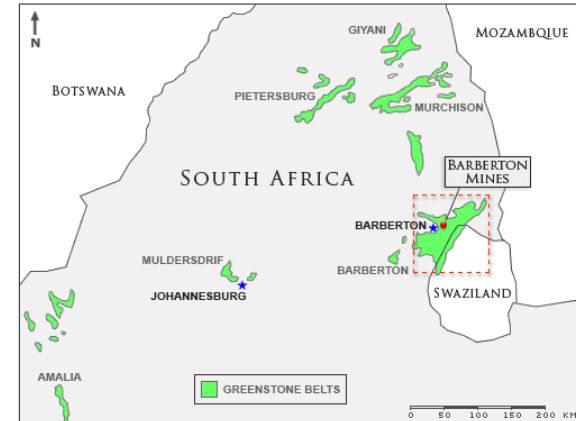 N
GIYANI
MOZAMBQIUE
BOTSWANA
PIETERSBURG
MURCHISON
SOUTH AFRICA
BARBERTON
MINES
BARBERTON
MULDERSDRIF
BARBERTON
JOHANNESBURG
SWAZILAND
AMALIA
GREENSTONE BELTS
0 50 100 150 200 KM